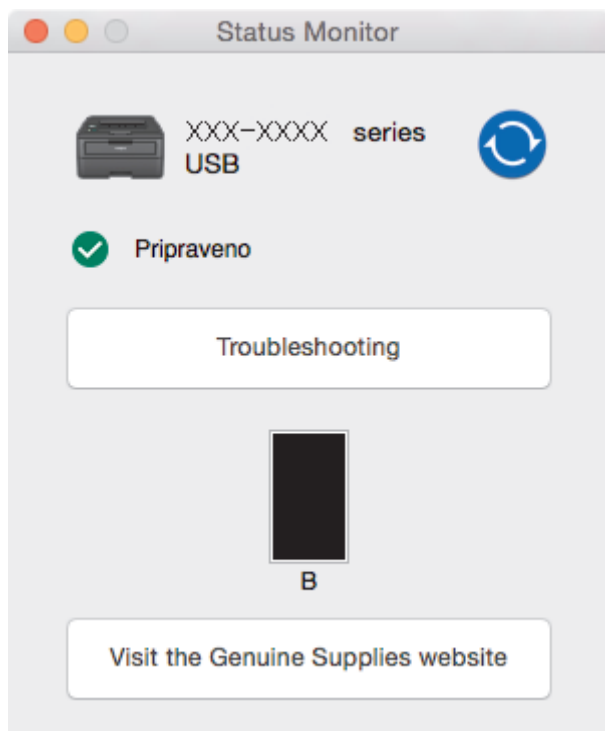 Status Monitor
XXX-XXXX series
USB
Pripraveno
Troubleshooting
B
Visit the Genuine Supplies website